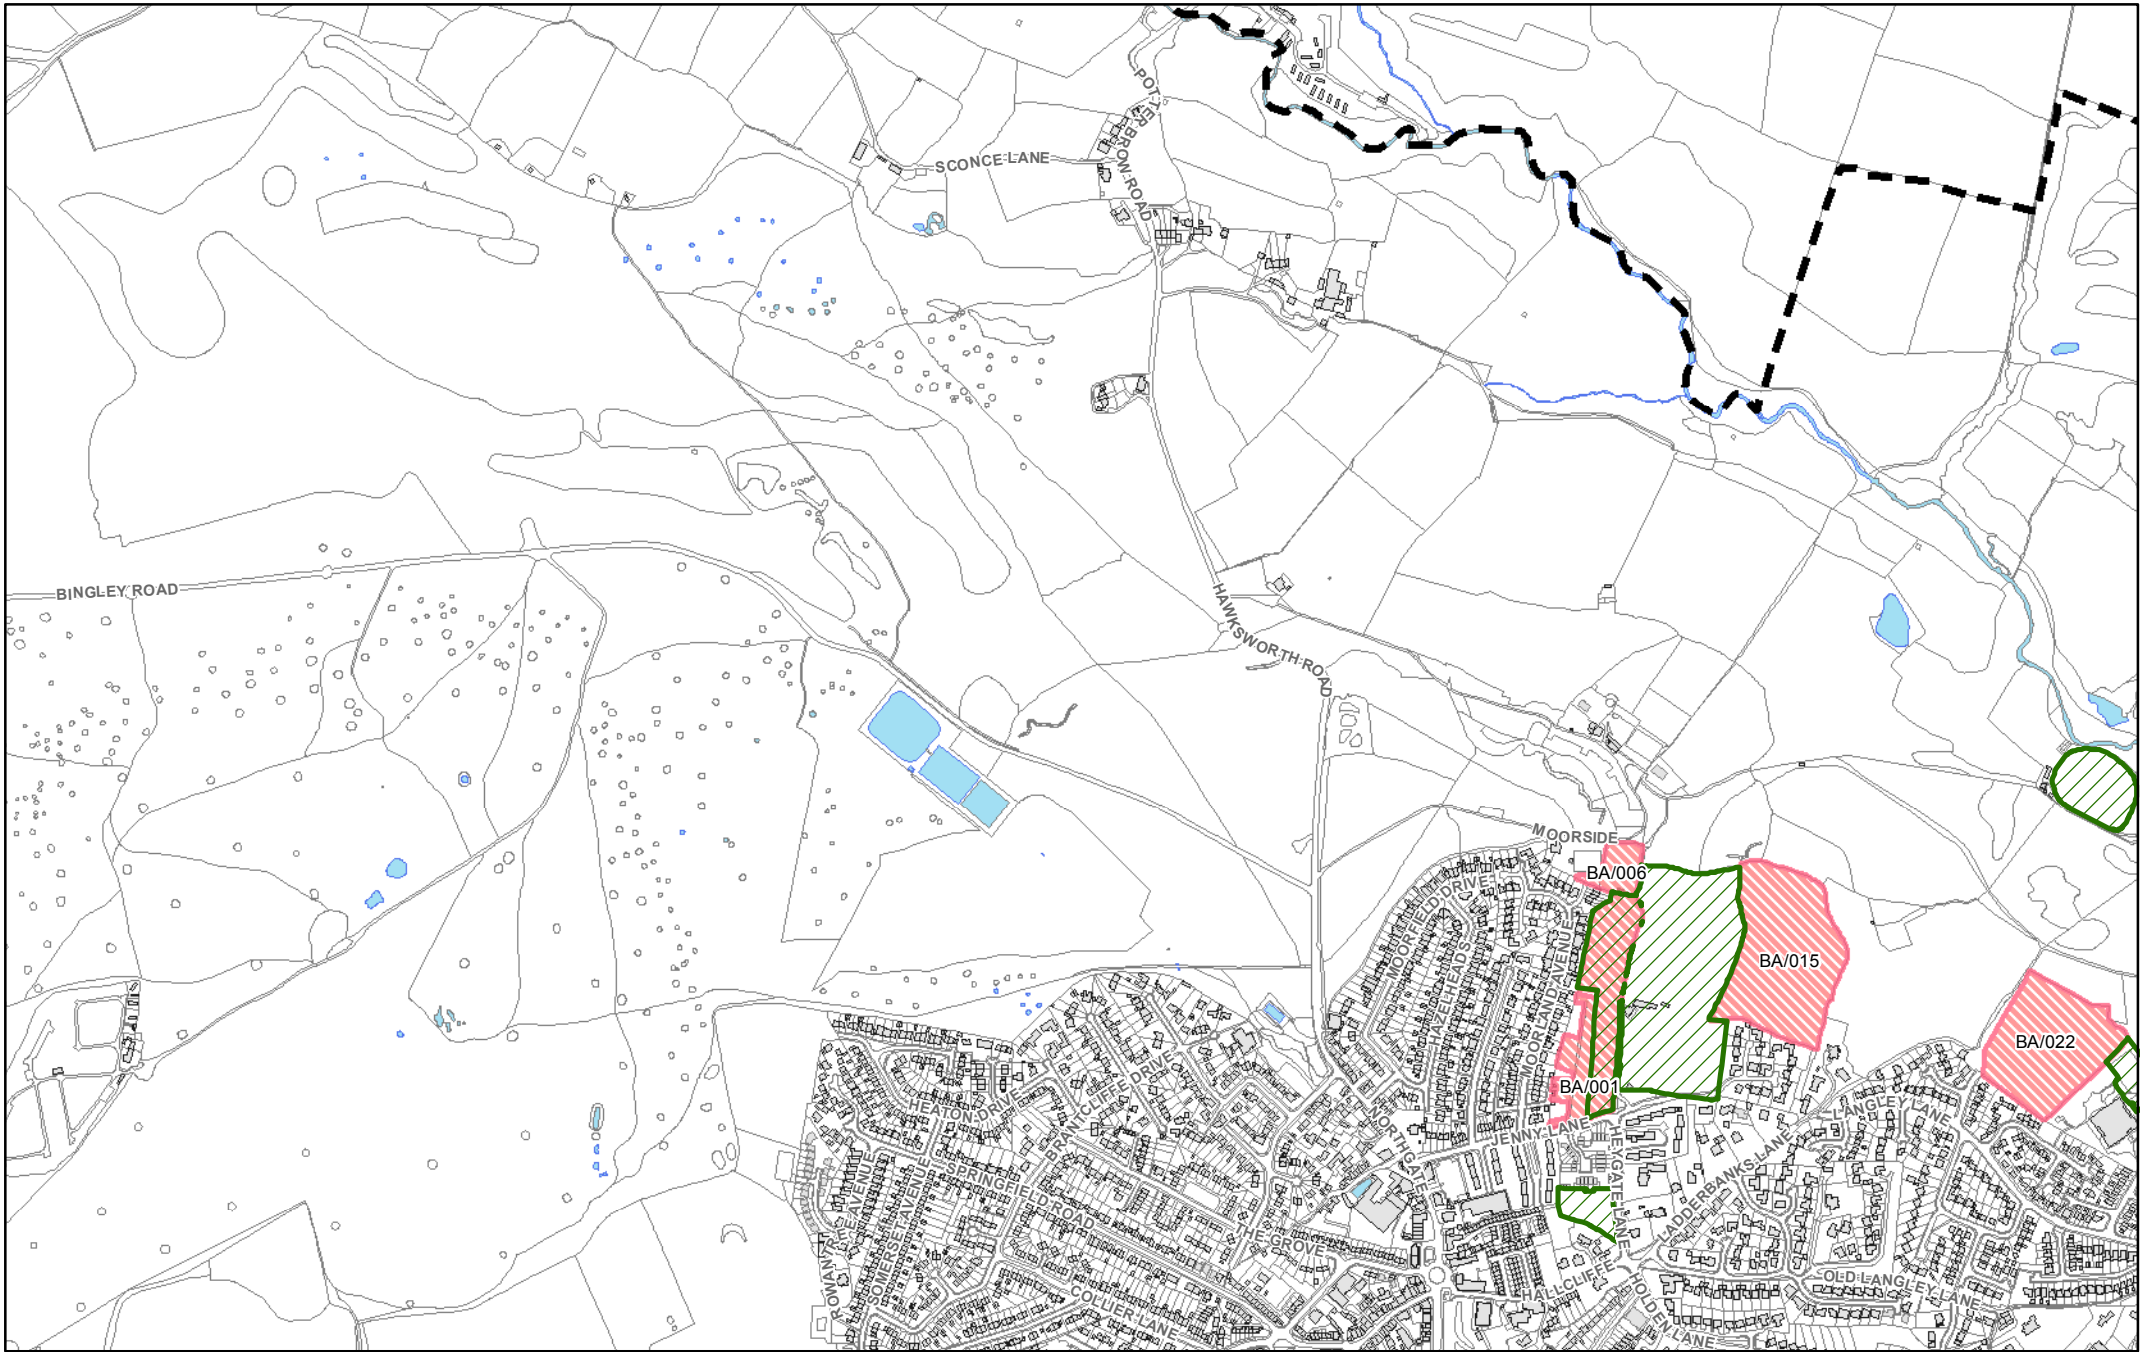 POTTER BROW ROAD
SCONCE LANE
BINGLEY ROAD
HAWKSWORTH ROAD
MOORSIDE
BA/006
MOORFIELD DRIVE
HAZEL HEADS
MOORLAND AVENUE
BA/015
BA/022
BA/001
HEATON DRIVE
BRANTCLIFFE DRIVE
NORTHGATE
JENNY LANE
HEYGATE LANE
LANGLEY LANE
LADDERBANKS LANE
ROWANTREE AVENUE
SOMERSET AVENUE
SPRINGFIELD ROAD
THE GROVE
COLLIER LANE
HALLCLIFFE
HOLDEN LANE
OLD LANGLEY LANE